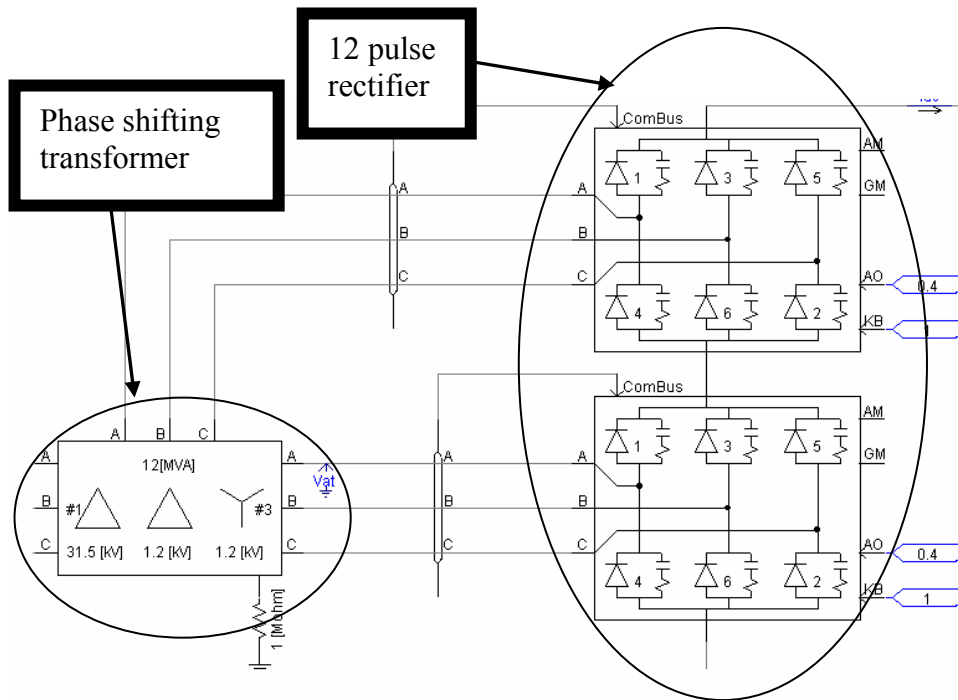 12 pulse
rectifier
Phase shifting
transformer
ComBus
A
B
C
A
B
C
1
3
5
4
6
2
AM
GM
AO
0.4
KB
ComBus
A
B
C
A
B
C
1
3
5
4
6
2
AM
GM
AO
0.4
KB
1
A B C
12[MVA]
A
B
C
#1
#3
31.5 [kV] 1.2 [kV] 1.2 [kV]
A
B
C
Vat
1 [Mohm]